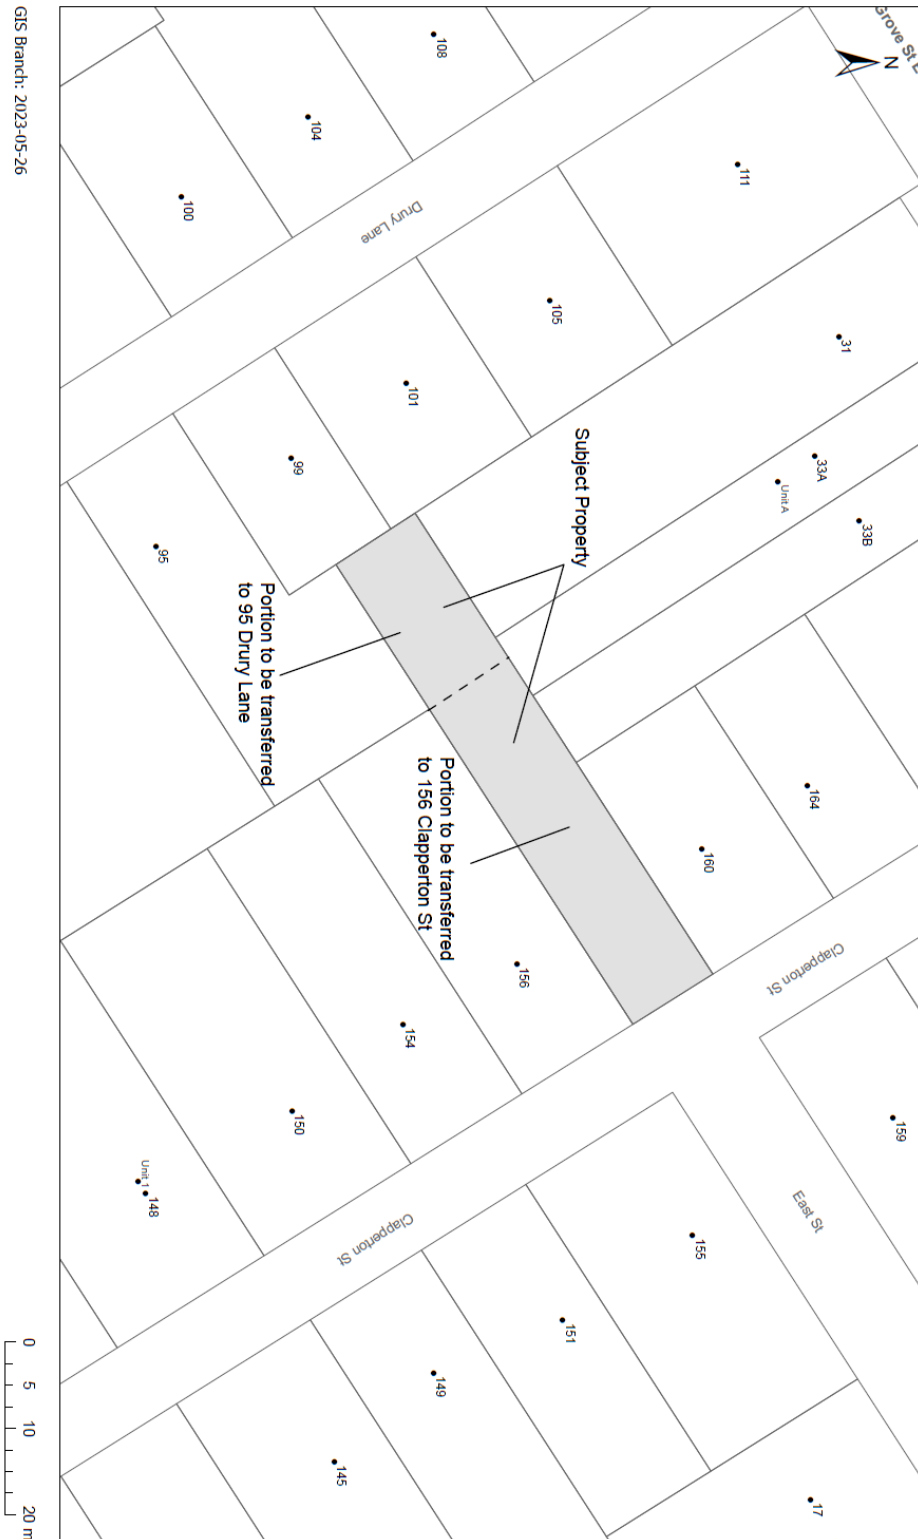 Grove St E
N
108
104
100
Drury Lane
111
105
101
99
95
31
33A
Unit A
33B
Subject Property
Portion to be transferred
to 95 Drury Lane
Portion to be transferred
to 156 Clapperton St
164
160
156
154
150
Unit 1
148
Clapperton St
Clapperton St
East St
159
155
151
149
145
17
GIS Branch: 2023-05-26
0 5 10 20 m